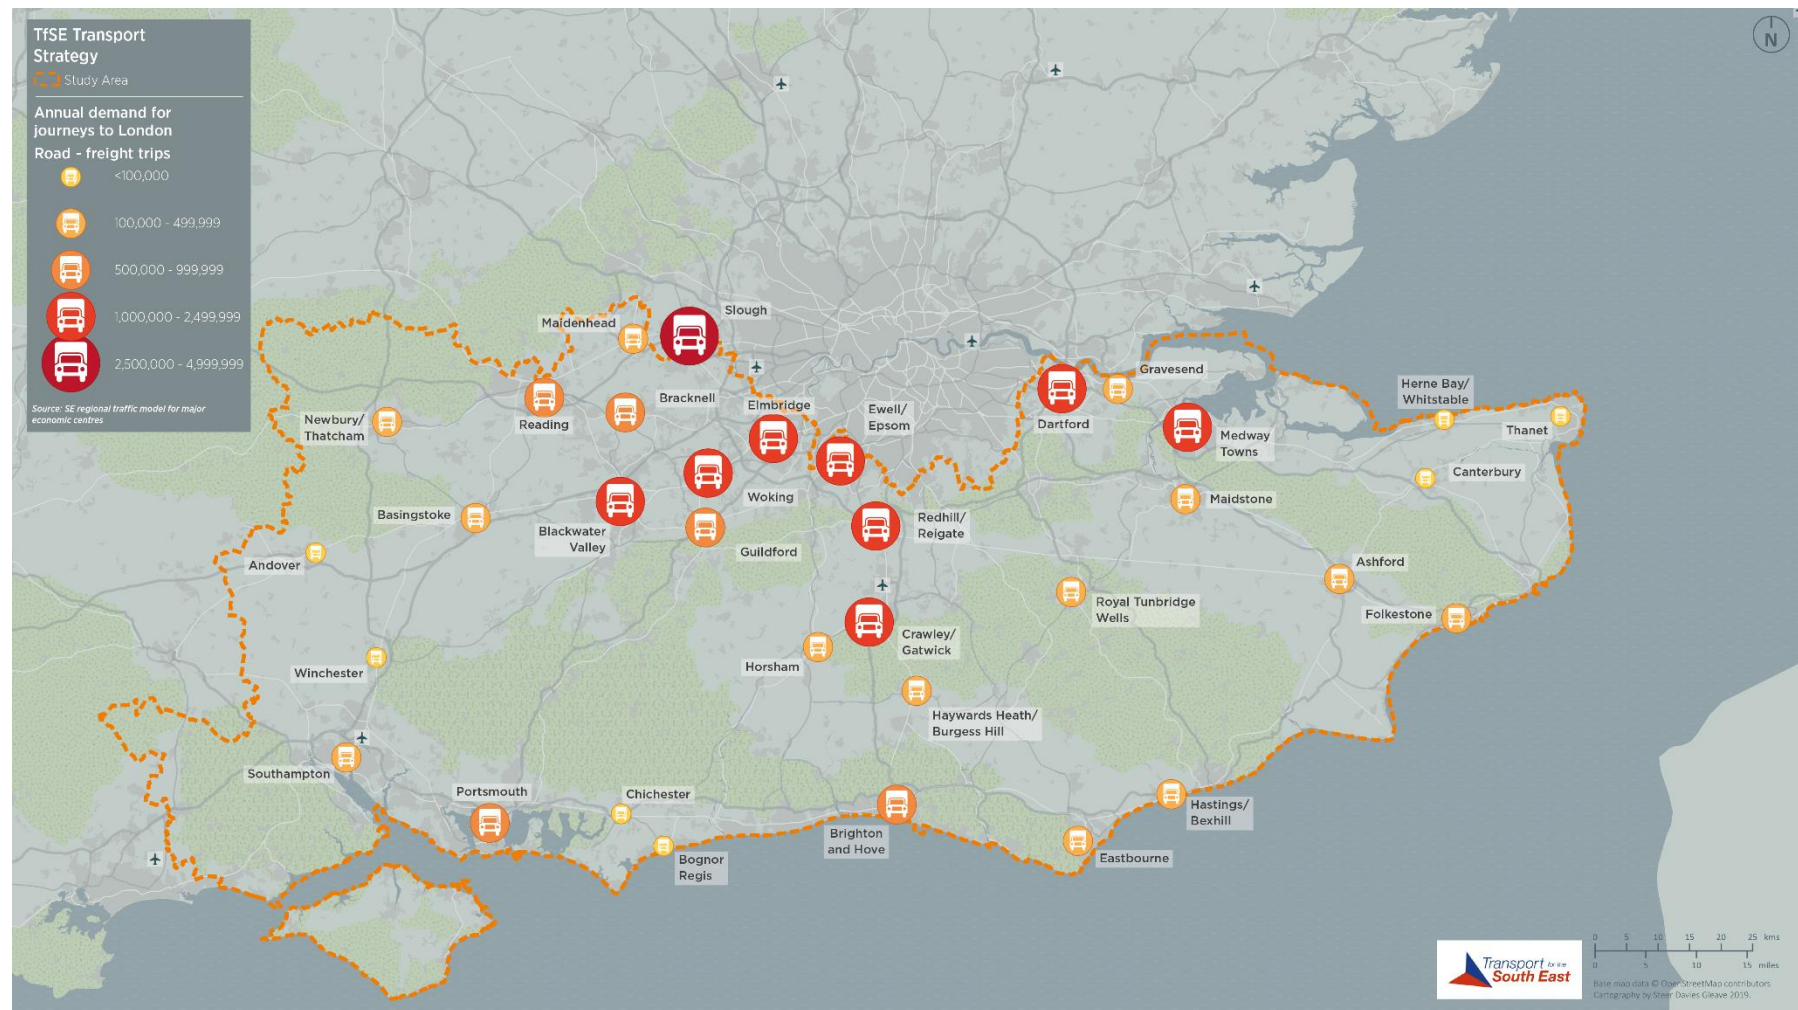 TfSE Transport
Strategy
Study Area
Annual demand for
journeys to London
Road - freight trips
<100,000
100,000 - 499,999
500,000 - 999,999
1,000,000 - 2,499,999
2,500,000 - 4,999,999
Source: SE regional traffic model for major
economic centres
N
Slough
Maidenhead
Bracknell
Reading
Elmbridge
Ewell/
Epsom
Newbury/
Thatcham
Woking
Basingstoke
Blackwater
Valley
Guildford
Andover
Redhill/
Reigate
Dartford
Gravesend
Medway
Towns
Herne Bay/
Whitstable
Thanet
Canterbury
Maidstone
Ashford
Folkestone
Royal Tunbridge
Wells
Crawley/
Gatwick
Horsham
Haywards Heath/
Burgess Hill
Winchester
Southampton
Portsmouth
Chichester
Bognor
Regis
Brighton
and Hove
Eastbourne
Hastings/
Bexhill
Transport for the
South East
0 5 10 15 20 25 kms
0 5 10 15 miles
Base map data © OpenStreetMap contributors
Cartography by Steer Davies Gleave 2019.